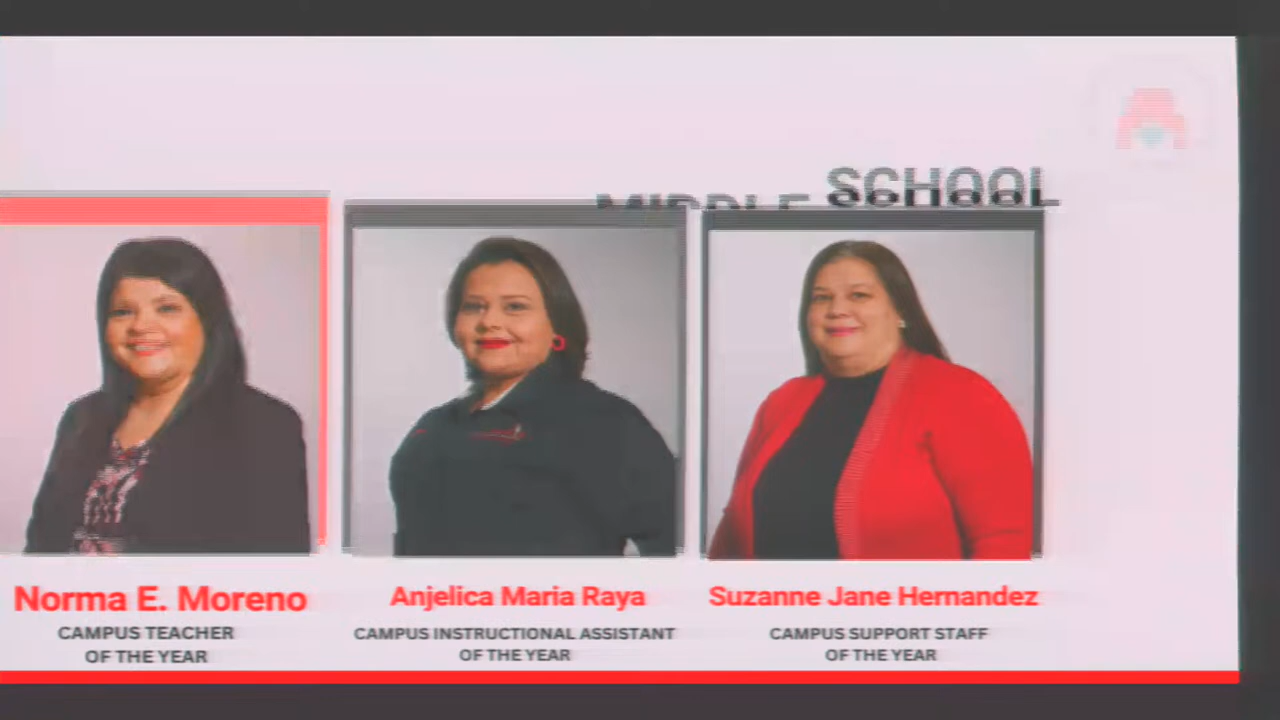 SCHOOL
MIDDLE
Norma E. Moreno
Anjelica Maria Raya
Suzanne Jane Hernandez
CAMPUS TEACHER
OF THE YEAR
CAMPUS INSTRUCTIONAL ASSISTANT
OF THE YEAR
CAMPUS SUPPORT STAFF
OF THE YEAR